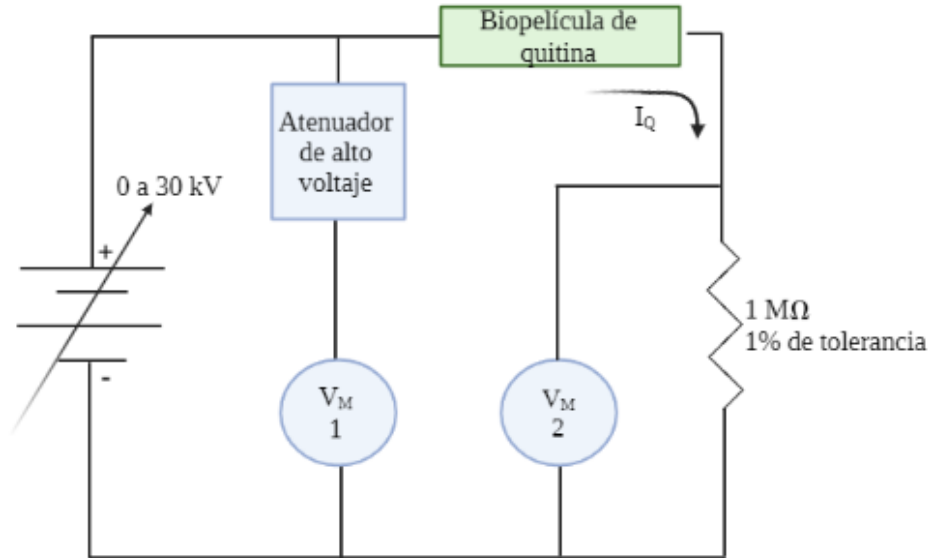 Biopelícula de
quitina
Atenuador
de alto
voltaje
I_Q
0 a 30 kV
+
-
1 MΩ
1% de tolerancia
V_M
1
V_M
2